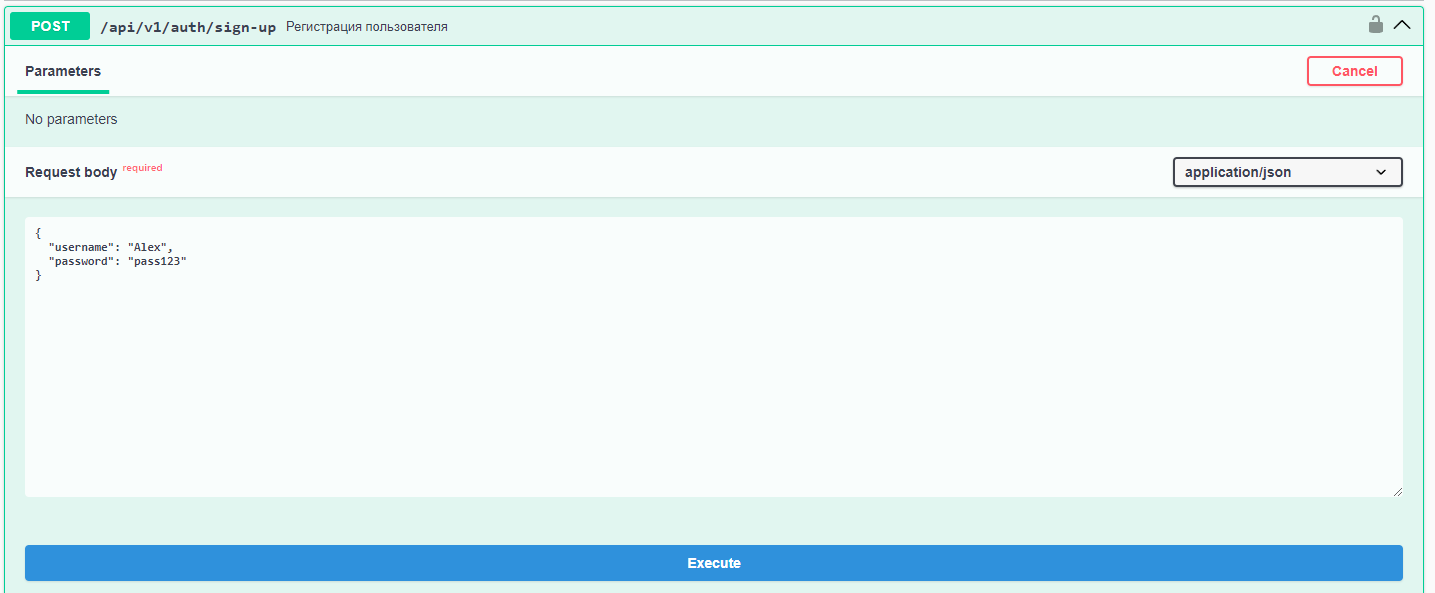 POST /api/v1/auth/sign-up Регистрация пользователя
Parameters
Cancel
No parameters
Request body required
application/json
{
  "username": "Alex",
  "password": "pass123"
}
Execute